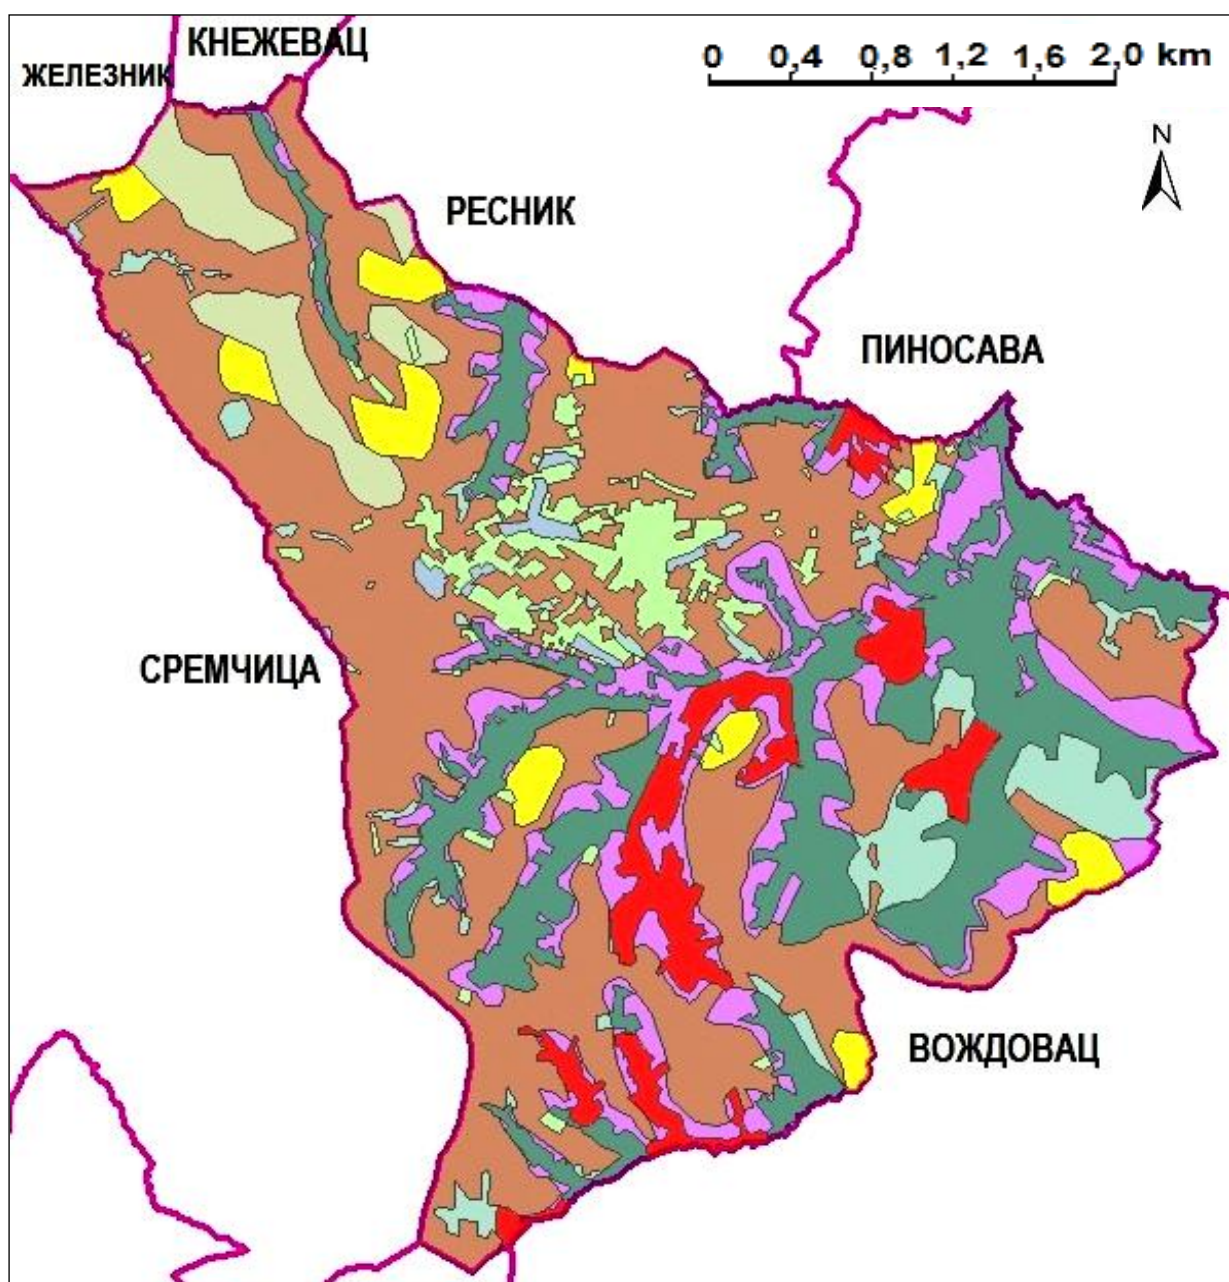 КНЕЖЕВАЦ
ЖЕЛЕЗНИК
0 0,4 0,8 1,2 1,6 2,0 km
N
РЕСНИК
ПИНОСАВА
СРЕМЧИЦА
ВОЖДОВАЦ